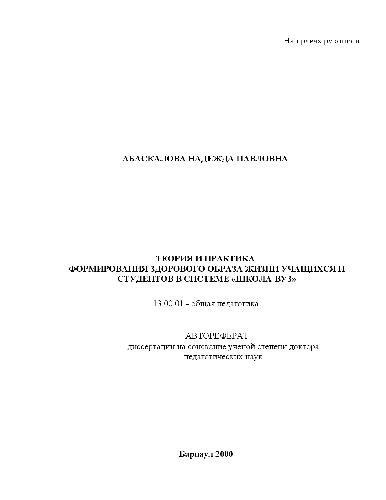 На правах рукописи
АБАСКАЛОВА НАДЕЖДА ПАВЛОВНА
ТЕОРИЯ И ПРАКТИКА
ФОРМИРОВАНИЯ ЗДОРОВОГО ОБРАЗА ЖИЗНИ УЧАЩИХСЯ И
СТУДЕНТОВ В СИСТЕМЕ «ШКОЛА-ВУЗ»
13.00.01 – общая педагогика
АВТОРЕФЕРАТ
диссертации на соискание ученой степени доктора
педагогических наук
Барнаул 2000